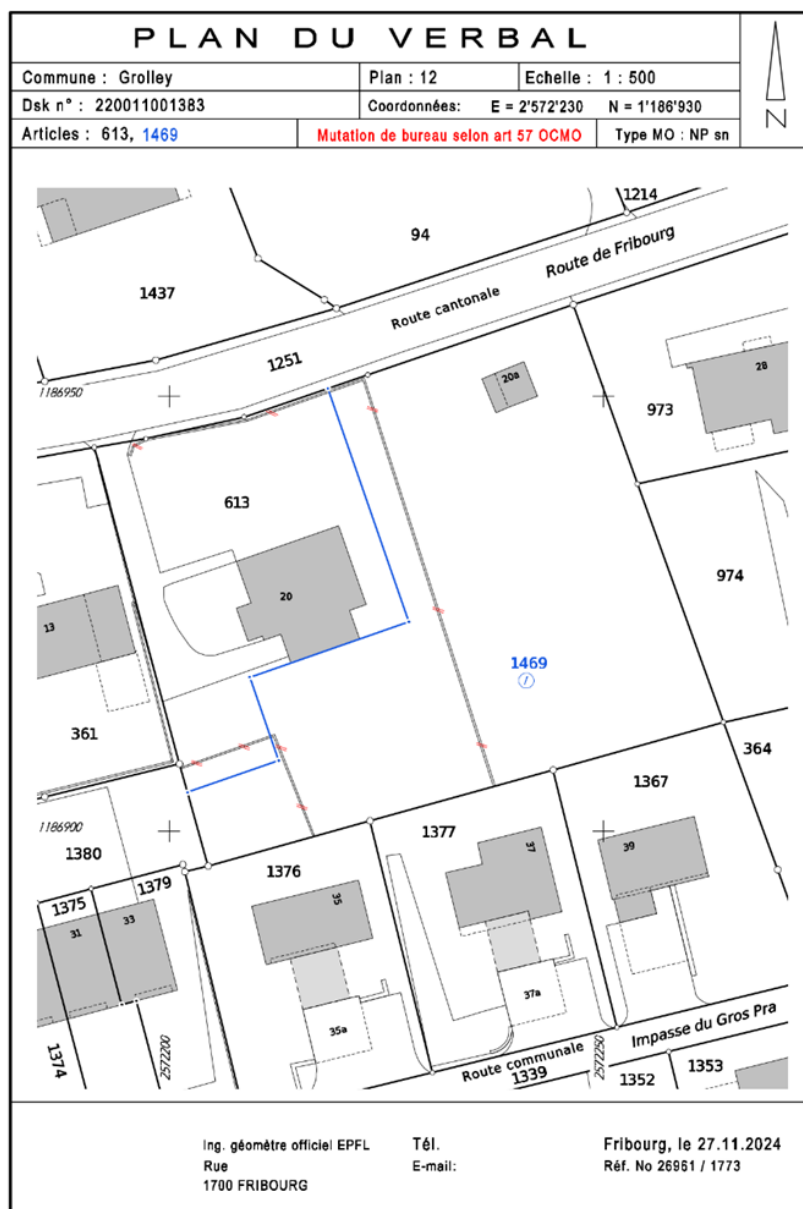 PLAN DU VERBAL
Commune : Grolley
Plan : 12
Echelle : 1 : 500
Dsk n° : 220011001383
Coordonnées: E = 2'572'230 N = 1'186'930
Articles : 613, 1469
Mutation de bureau selon art 57 OCMO
Type MO : NP sn
N
1214
94
Route de Fribourg
1437
Route cantonale
1251
20a
28
1186950
973
613
974
20
13
1469
1
361
364
1367
1186900
1377
1380
37
39
1379
1376
1375
35
33
31
37a
35a
2572200
2572250
Impasse du Gros Pra
Route communale
1374
1339
1352
1353
Ing. géomètre officiel EPFL
Tél.
Fribourg, le 27.11.2024
Rue
E-mail:
Réf. No 26961 / 1773
1700 FRIBOURG